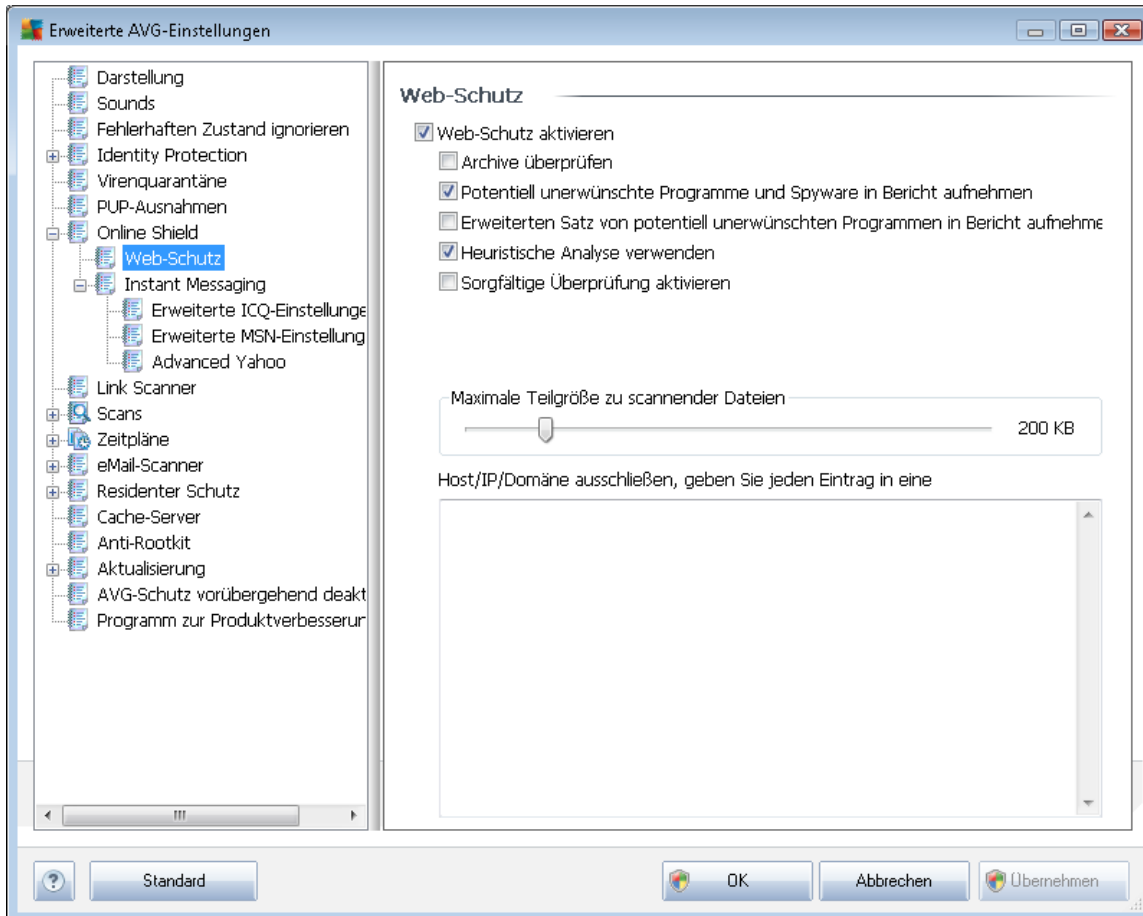 Erweiterte AVG-Einstellungen
Darstellung
Sounds
Fehlerhaften Zustand ignorieren
Identity Protection
Virenquarantäne
PUP-Ausnahmen
Online Shield
Web-Schutz
Instant Messaging
Erweiterte ICQ-Einstellunge
Erweiterte MSN-Einstellung
Advanced Yahoo
Link Scanner
Scans
Zeitpläne
eMail-Scanner
Residenter Schutz
Cache-Server
Anti-Rootkit
Aktualisierung
AVG-Schutz vorübergehend deakt
Programm zur Produktverbesserur
Web-Schutz
Web-Schutz aktivieren
Archive überprüfen
Potentiell unerwünschte Programme und Spyware in Bericht aufnehmen
Erweiterten Satz von potentiell unerwünschten Programmen in Bericht aufnehme
Heuristische Analyse verwenden
Sorgfältige Überprüfung aktivieren
Maximale Teilgröße zu scannender Dateien
200 KB
Host/IP/Domäne ausschließen, geben Sie jeden Eintrag in eine
?
Standard
OK
Abbrechen
Übernehmen